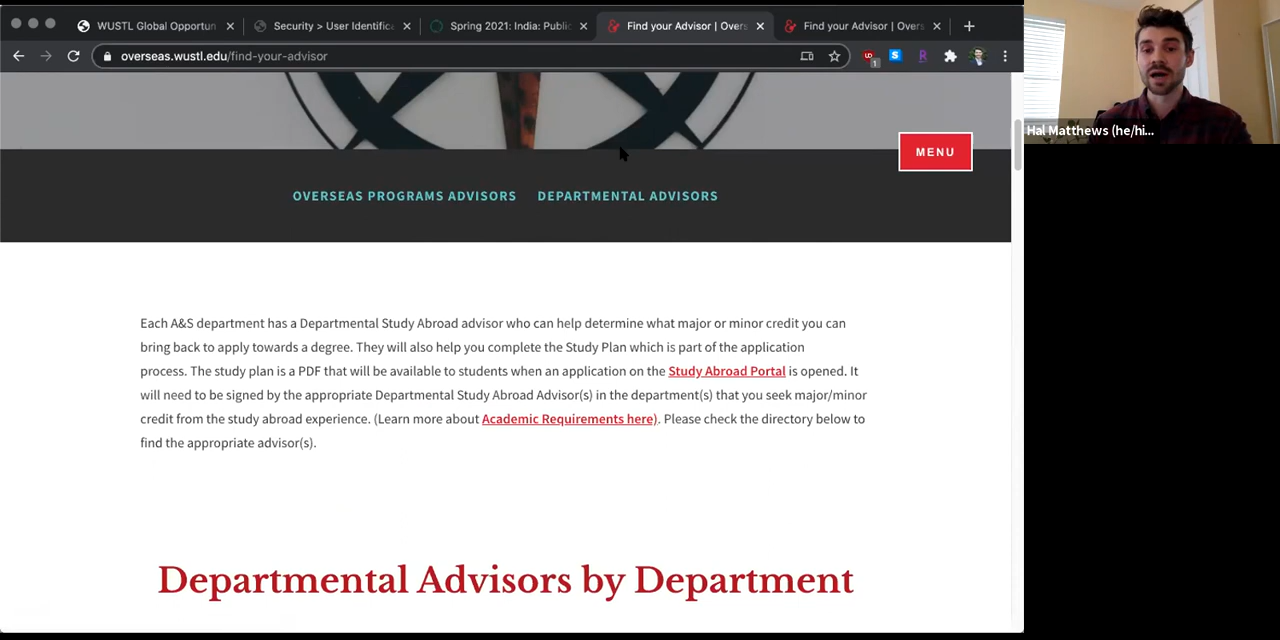 WUSTL Global Opportun
Security > User Identifica
Spring 2021: India: Public
Find your Advisor | Overs
Find your Advisor | Overs
overseas.wustl.edu/find-your-advisor
1
Hal Matthews (he/hi...
MENU
OVERSEAS PROGRAMS ADVISORS DEPARTMENTAL ADVISORS
Each A&S department has a Departmental Study Abroad advisor who can help determine what major or minor credit you can
bring back to apply towards a degree. They will also help you complete the Study Plan which is part of the application
process. The study plan is a PDF that will be available to students when an application on the Study Abroad Portal is opened. It
will need to be signed by the appropriate Departmental Study Abroad Advisor(s) in the department(s) that you seek major/minor
credit from the study abroad experience. (Learn more about Academic Requirements here). Please check the directory below to
find the appropriate advisor(s).
Departmental Advisors by Department